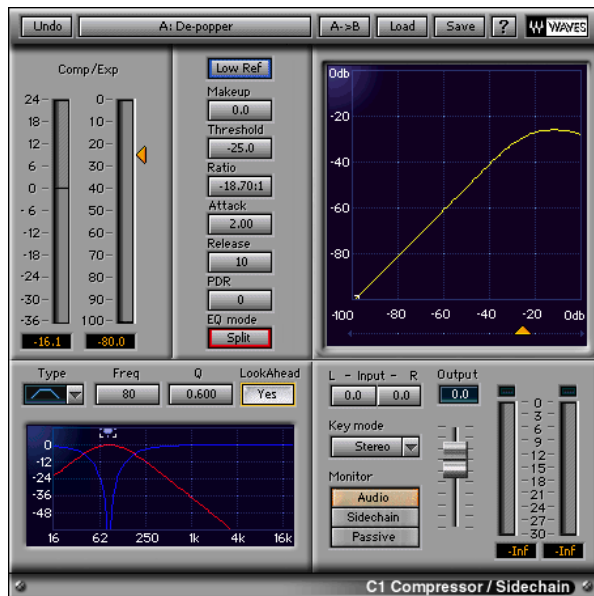 Undo A: De-popper A->B Load Save ? WAVES
Comp/Exp
24 0
18 10
12 20
6 30
0 40
-6 50
-12 60
-18 70
-24 80
-30 90
-36 100
-16.1 -80.0
Low Ref
Makeup
0.0
Threshold
-25.0
Ratio
-18.70:1
Attack
2.00
Release
10
PDR
0
EQ mode
Split
0db
-20
-40
-60
-80
-100 -80 -60 -40 -20 0db
Type Freq Q LookAhead
80 0.600 Yes
0
-12
-24
-36
-48
16 62 250 1k 4k 16k
L - Input - R Output
0.0 0.0 0.0
Key mode
Stereo
Monitor
Audio
Sidechain
Passive
0
3
6
9
12
15
18
21
24
27
30
-Inf -Inf
C1 Compressor / Sidechain